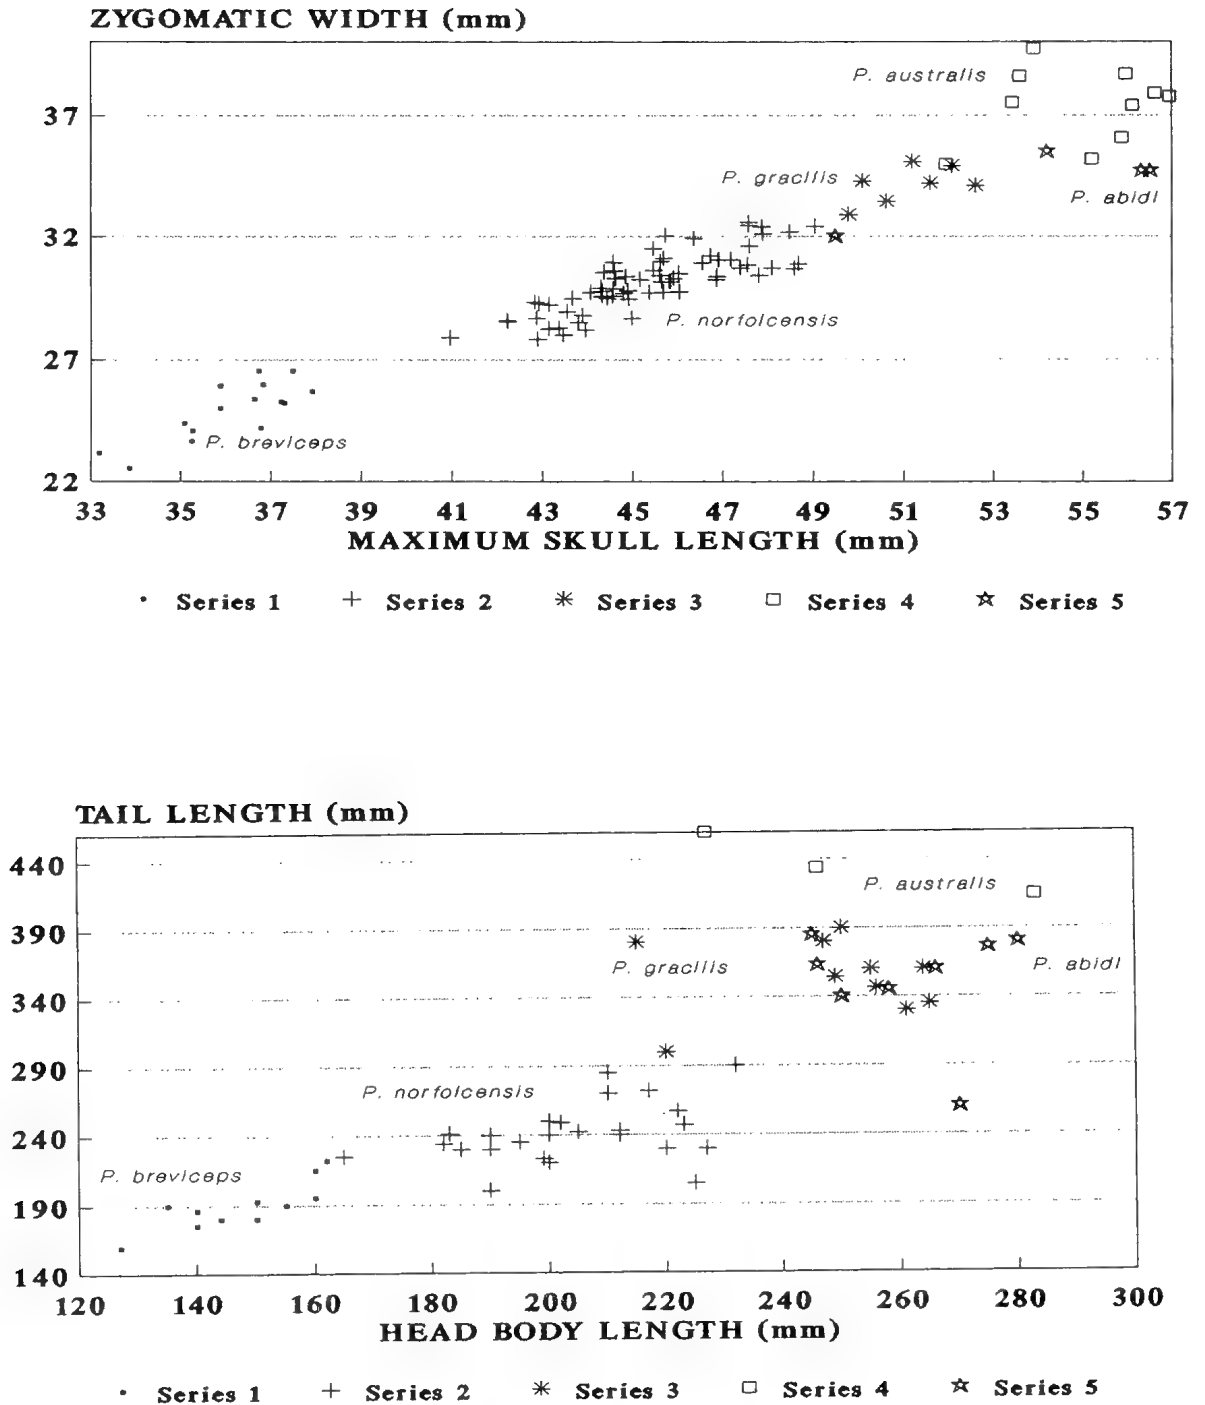 ZYGOMATIC WIDTH (mm)
P. australis
37
P. gracilis
P. abidi
32
P. norfolcensis
27
P. breviceps
22
33 35 37 39 41 43 45 47 49 51 53 55 57
MAXIMUM SKULL LENGTH (mm)
Series 1 Series 2 Series 3 Series 4 Series 5
TAIL LENGTH (mm)
440
P. australis
390
P. gracilis P. abidi
340
290
P. norfolcensis
240
P. breviceps
190
140
120 140 160 180 200 220 240 260 280 300
HEAD BODY LENGTH (mm)
Series 1 Series 2 Series 3 Series 4 Series 5